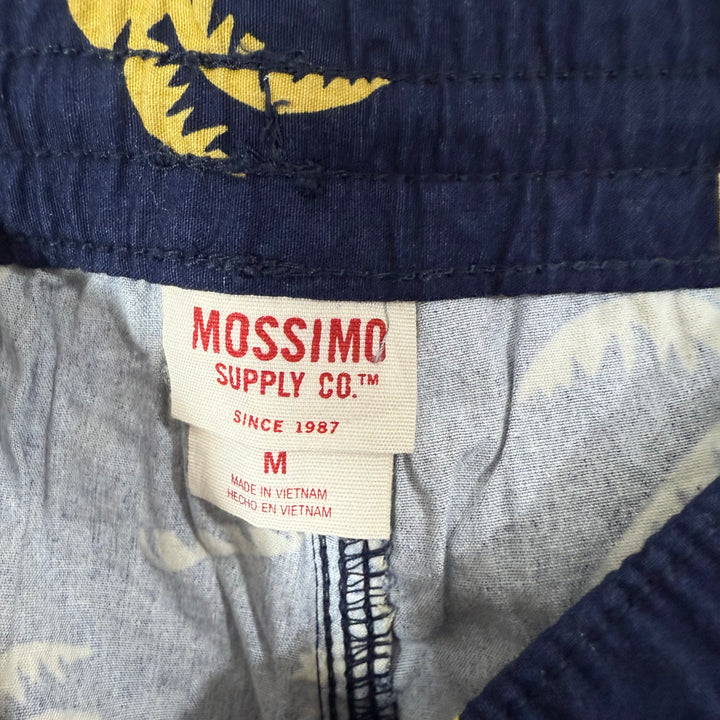 MOSSIMO
SUPPLY CO.™
SINCE 1987
M
MADE IN VIETNAM
HECHO EN VIETNAM